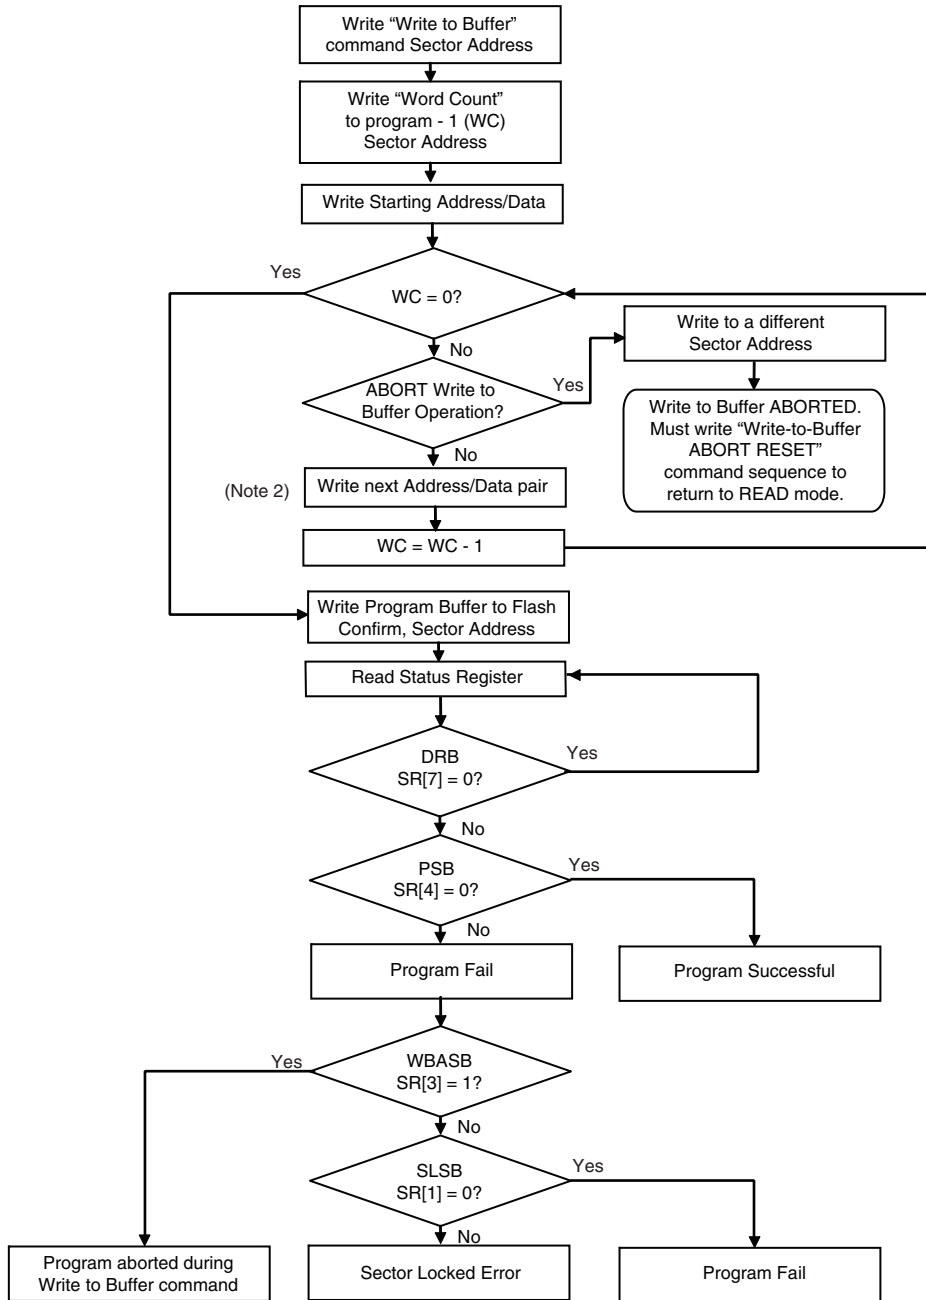 Write “Write to Buffer”
command Sector Address
Write “Word Count”
to program - 1 (WC)
Sector Address
Write Starting Address/Data
Yes
WC = 0?
No
Write to a different
Sector Address
ABORT Write to
Buffer Operation?
Yes
No
Write to Buffer ABORTED.
Must write “Write-to-Buffer
ABORT RESET”
command sequence to
return to READ mode.
(Note 2)
Write next Address/Data pair
WC = WC - 1
Write Program Buffer to Flash
Confirm, Sector Address
Read Status Register
DRB
SR[7] = 0?
Yes
No
PSB
SR[4] = 0?
Yes
No
Program Fail
Program Successful
Yes
WBASB
SR[3] = 1?
No
SLSB
SR[1] = 0?
Yes
No
Program aborted during
Write to Buffer command
Sector Locked Error
Program Fail